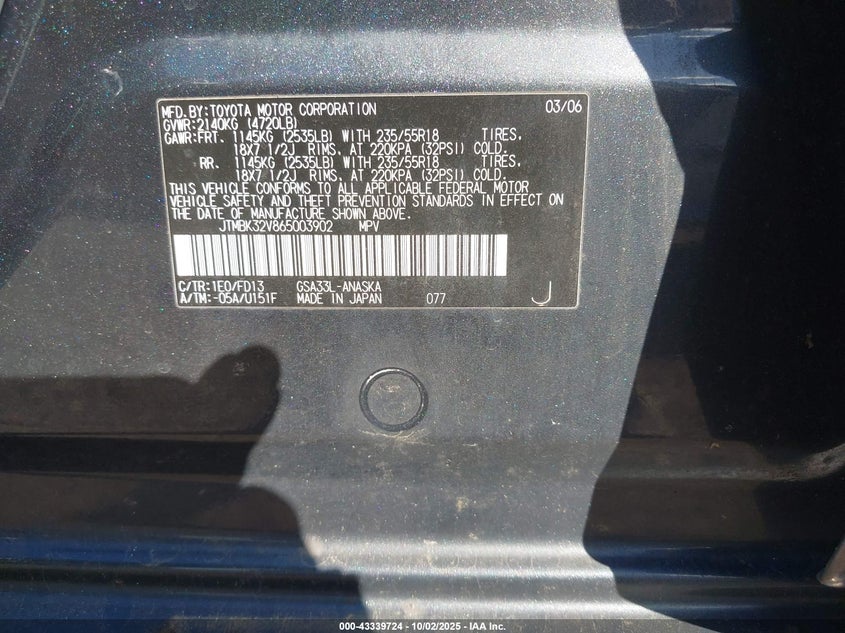 MFD.BY:TOYOTA MOTOR CORPORATION 03/06
GVWR:2140KG (4720LB)
GAWR:FRT. 1145KG (2535LB) WITH 235/55R18 TIRES,
18X7 1/2J RIMS, AT 220KPA (32PSI) COLD.
RR. 1145KG (2535LB) WITH 235/55R18 TIRES,
18X7 1/2J RIMS, AT 220KPA (32PSI) COLD.
THIS VEHICLE CONFORMS TO ALL APPLICABLE FEDERAL MOTOR
VEHICLE SAFETY AND THEFT PREVENTION STANDARDS IN EFFECT ON
THE DATE OF MANUFACTURE SHOWN ABOVE.
JTMBK32V865003902 MPV
C/TR:1E0/FD13 GSA33L-ANASKA
A/TM:-05A/U151F MADE IN JAPAN 077 J
000-43339724 - 10/02/2025 - IAA Inc.